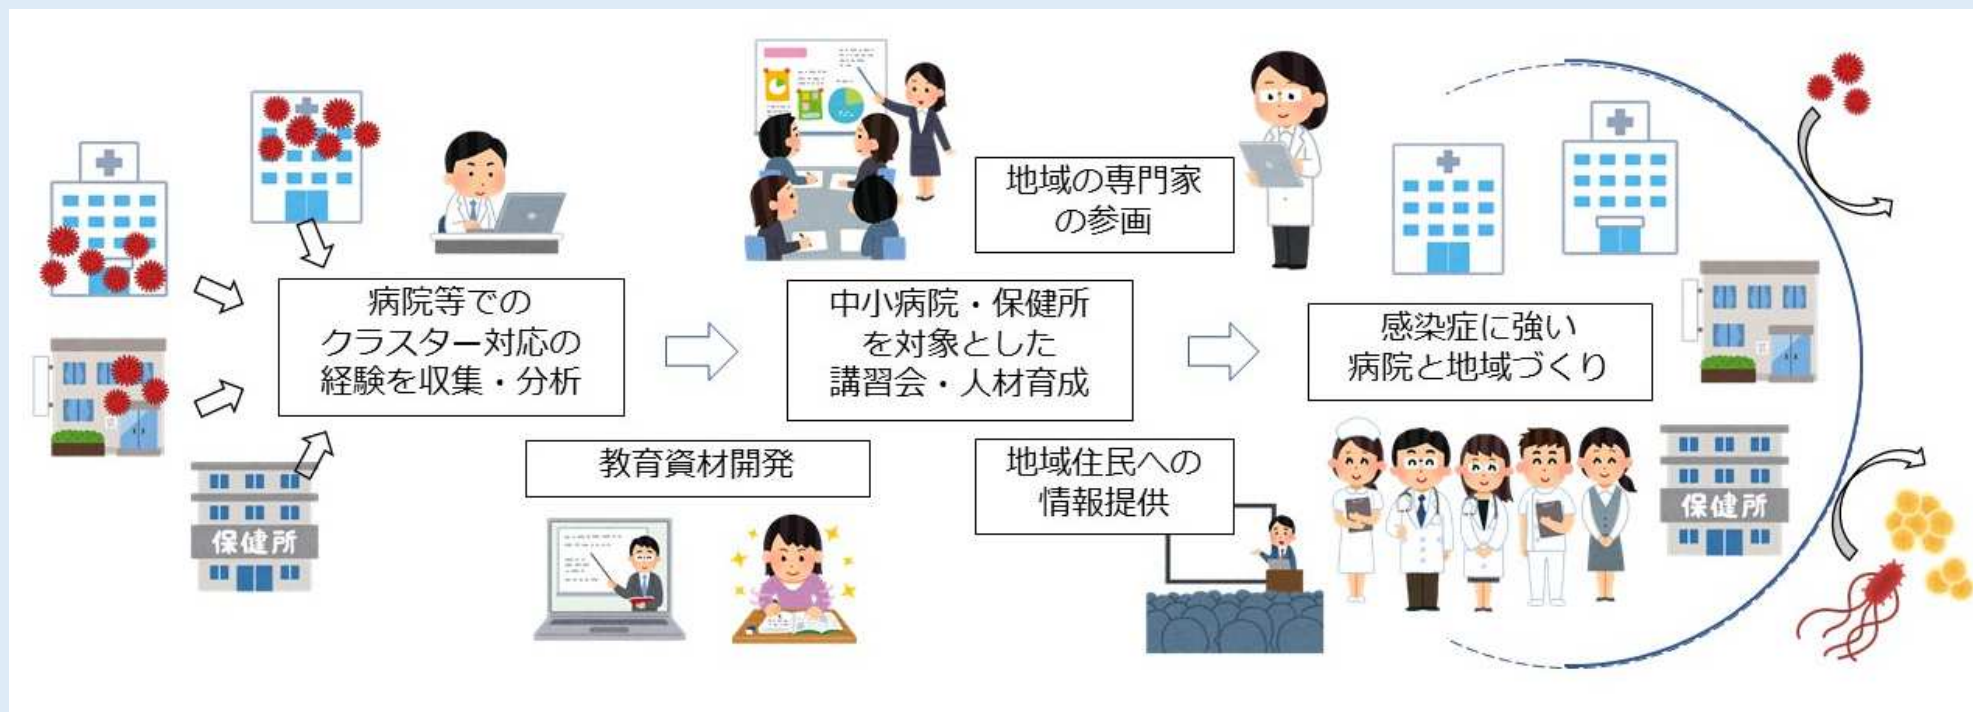 病院等での
クラスター対応の
経験を収集・分析
保健所
教育資材開発
中小病院・保健所
を対象とした
講習会・人材育成
地域の専門家
の参画
地域住民への
情報提供
感染症に強い
病院と地域づくり
保健所